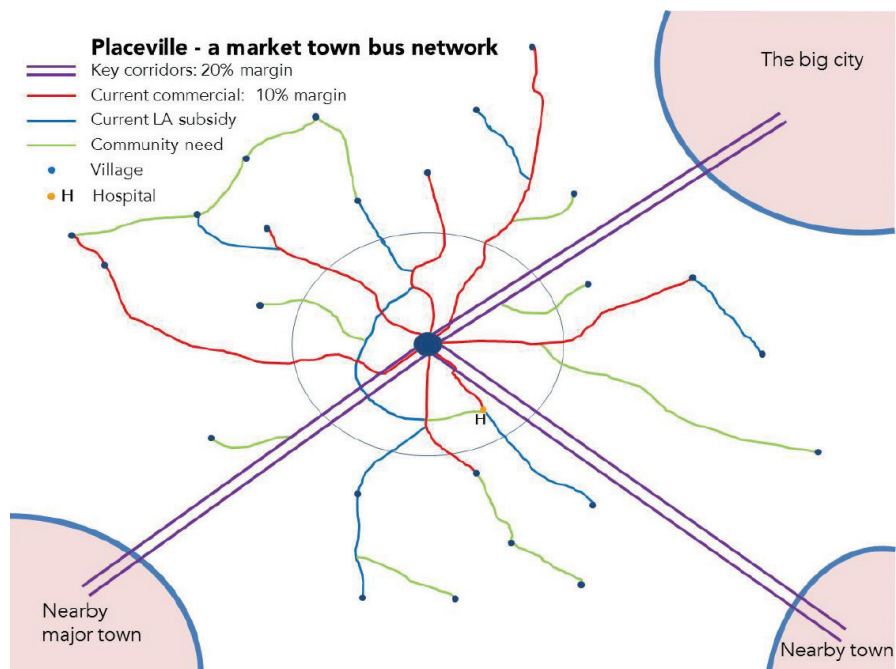 Placeville - a market town bus network
Key corridors: 20% margin
Current commercial: 10% margin
Current LA subsidy
Community need
Village
H Hospital
The big city
H
Nearby
major town
Nearby town